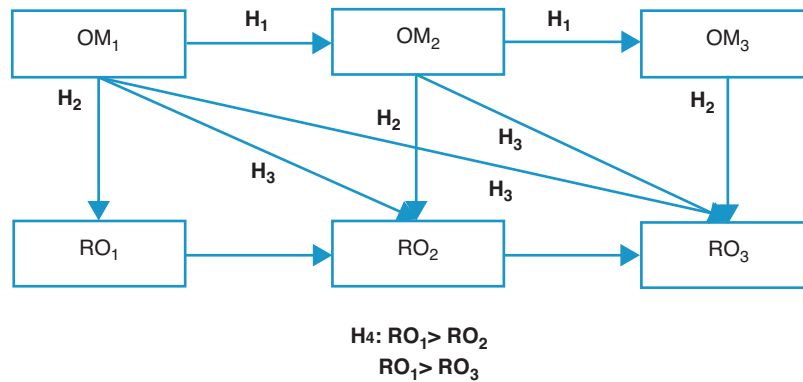 H₁ H₁
OM₁ OM₂ OM₃
H₂ H₂ H₂
H₃ H₃
H₃
RO₁ RO₂ RO₃
H₄: RO₁> RO₂
RO₁> RO₃